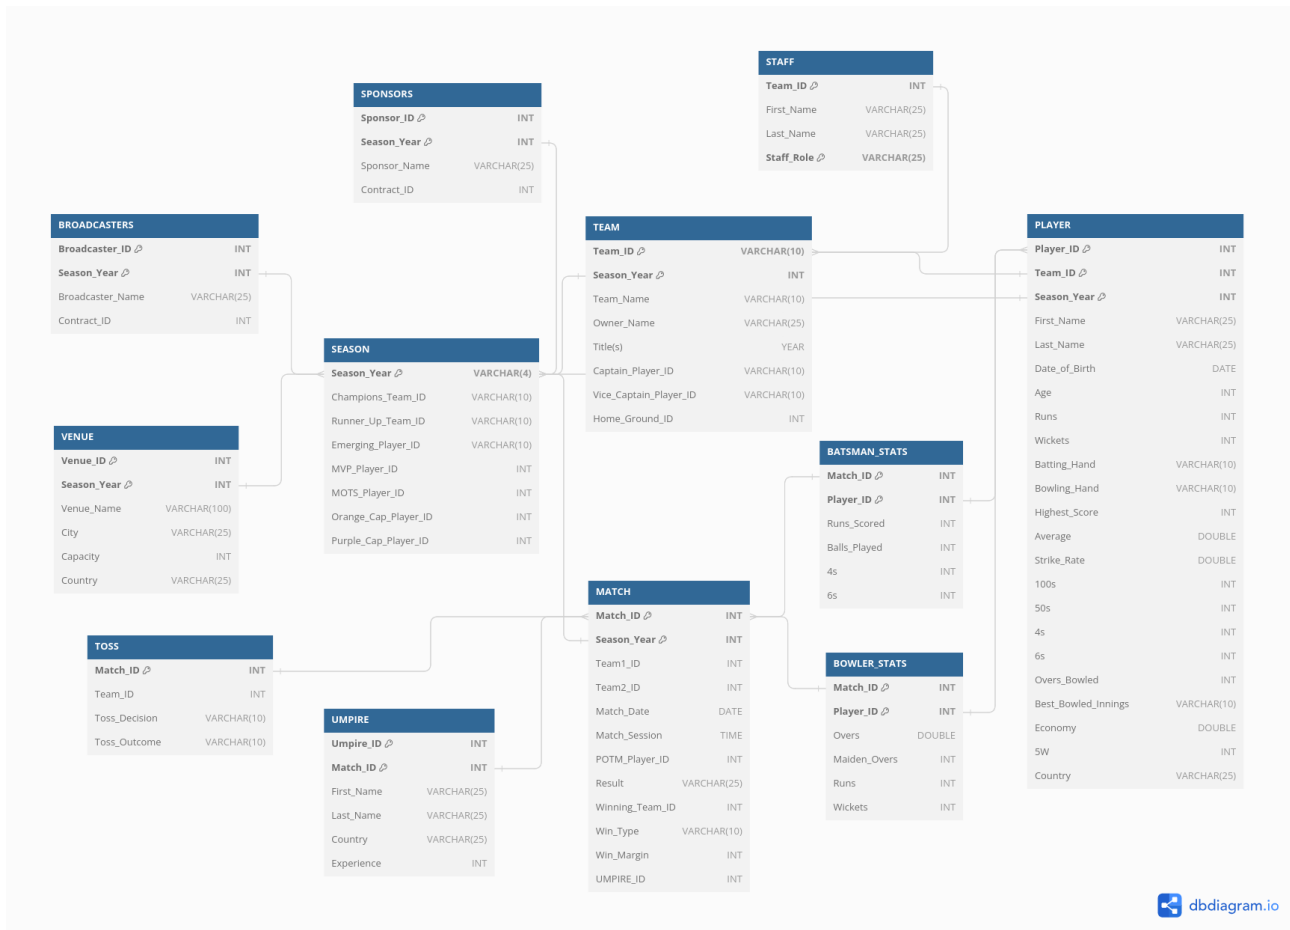 STAFF
Team_ID INT
First_Name VARCHAR(25)
Last_Name VARCHAR(25)
Staff_Role VARCHAR(25)
SPONSORS
Sponsor_ID INT
Season_Year INT
Sponsor_Name VARCHAR(25)
Contract_ID INT
BROADCASTERS
Broadcaster_ID INT
Season_Year INT
Broadcaster_Name VARCHAR(25)
Contract_ID INT
TEAM
Team_ID VARCHAR(10)
Season_Year INT
Team_Name VARCHAR(10)
Owner_Name VARCHAR(25)
Title(s) YEAR
Captain_Player_ID VARCHAR(10)
Vice_Captain_Player_ID VARCHAR(10)
Home_Ground_ID INT
PLAYER
Player_ID INT
Team_ID INT
Season_Year INT
First_Name VARCHAR(25)
Last_Name VARCHAR(25)
Date_of_Birth DATE
Age INT
Runs INT
Wickets INT
Batting_Hand VARCHAR(10)
Bowling_Hand VARCHAR(10)
Highest_Score INT
Average DOUBLE
Strike_Rate DOUBLE
100s INT
50s INT
4s INT
6s INT
Overs_Bowled INT
Best_Bowled_Innings VARCHAR(10)
Economy DOUBLE
5W INT
Country VARCHAR(25)
SEASON
Season_Year VARCHAR(4)
Champions_Team_ID VARCHAR(10)
Runner_Up_Team_ID VARCHAR(10)
Emerging_Player_ID VARCHAR(10)
MVP_Player_ID INT
MOTS_Player_ID INT
Orange_Cap_Player_ID INT
Purple_Cap_Player_ID INT
VENUE
Venue_ID INT
Season_Year INT
Venue_Name VARCHAR(100)
City VARCHAR(25)
Capacity INT
Country VARCHAR(25)
BATSMAN_STATS
Match_ID INT
Player_ID INT
Runs_Scored INT
Balls_Played INT
4s INT
6s INT
MATCH
Match_ID INT
Season_Year INT
Team1_ID INT
Team2_ID INT
Match_Date DATE
Match_Session TIME
POTM_Player_ID INT
Result VARCHAR(25)
Winning_Team_ID INT
Win_Type VARCHAR(10)
Win_Margin INT
UMPIRE_ID INT
TOSS
Match_ID INT
Team_ID INT
Toss_Decision VARCHAR(10)
Toss_Outcome VARCHAR(10)
BOWLER_STATS
Match_ID INT
Player_ID INT
Overs DOUBLE
Maiden_Overs INT
Runs INT
Wickets INT
UMPIRE
Umpire_ID INT
Match_ID INT
First_Name VARCHAR(25)
Last_Name VARCHAR(25)
Country VARCHAR(25)
Experience INT
dbdiagram.io